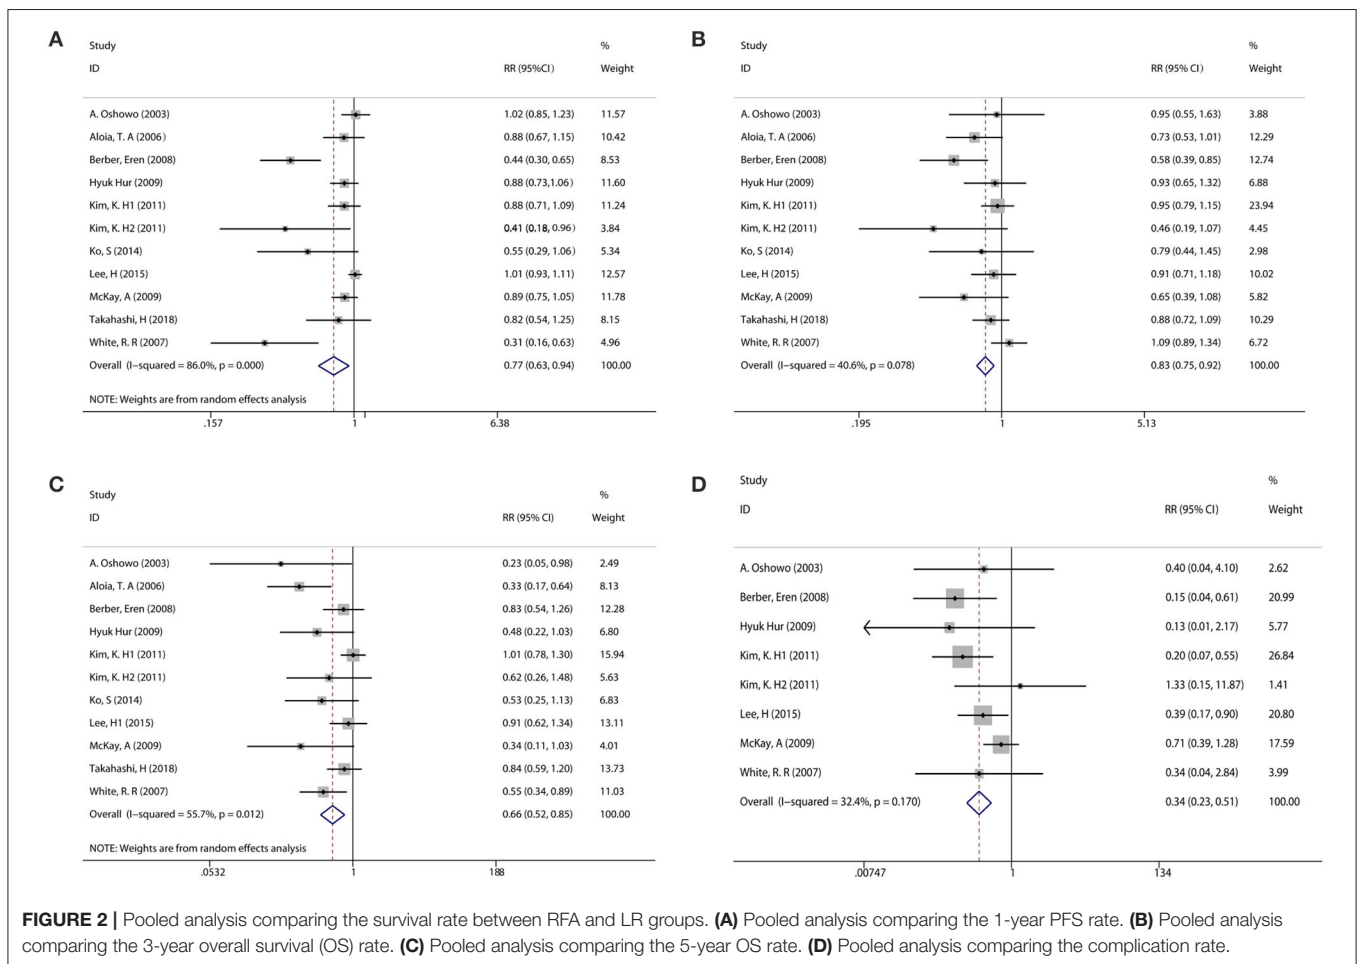 A
Study %
ID RR (95%CI) Weight
A. Oshowo (2003) 1.02 (0.85, 1.23) 11.57
Aloia, T. A (2006) 0.88 (0.67, 1.15) 10.42
Berber, Eren (2008) 0.44 (0.30, 0.65) 8.53
Hyuk Hur (2009) 0.88 (0.73,1.06) 11.60
Kim, K. H1 (2011) 0.88 (0.71, 1.09) 11.24
Kim, K. H2 (2011) 0.41 (0.18, 0.96) 3.84
Ko, S (2014) 0.55 (0.29, 1.06) 5.34
Lee, H (2015) 1.01 (0.93, 1.11) 12.57
McKay, A (2009) 0.89 (0.75, 1.05) 11.78
Takahashi, H (2018) 0.82 (0.54, 1.25) 8.15
White, R. R (2007) 0.31 (0.16, 0.63) 4.96
Overall (I-squared = 86.0%, p = 0.000) 0.77 (0.63, 0.94) 100.00
NOTE: Weights are from random effects analysis
.157 1 6.38
B
Study %
ID RR (95% CI) Weight
A. Oshowo (2003) 0.95 (0.55, 1.63) 3.88
Aloia, T. A (2006) 0.73 (0.53, 1.01) 12.29
Berber, Eren (2008) 0.58 (0.39, 0.85) 12.74
Hyuk Hur (2009) 0.93 (0.65, 1.32) 6.88
Kim, K. H1 (2011) 0.95 (0.79, 1.15) 23.94
Kim, K. H2 (2011) 0.46 (0.19, 1.07) 4.45
Ko, S (2014) 0.79 (0.44, 1.45) 2.98
Lee, H (2015) 0.91 (0.71, 1.18) 10.02
McKay, A (2009) 0.65 (0.39, 1.08) 5.82
Takahashi, H (2018) 0.88 (0.72, 1.09) 10.29
White, R. R (2007) 1.09 (0.89, 1.34) 6.72
Overall (I-squared = 40.6%, p = 0.078) 0.83 (0.75, 0.92) 100.00
.195 1 5.13
C
Study %
ID RR (95% CI) Weight
A. Oshowo (2003) 0.23 (0.05, 0.98) 2.49
Aloia, T. A (2006) 0.33 (0.17, 0.64) 8.13
Berber, Eren (2008) 0.83 (0.54, 1.26) 12.28
Hyuk Hur (2009) 0.48 (0.22, 1.03) 6.80
Kim, K. H1 (2011) 1.01 (0.78, 1.30) 15.94
Kim, K. H2 (2011) 0.62 (0.26, 1.48) 5.63
Ko, S (2014) 0.53 (0.25, 1.13) 6.83
Lee, H1 (2015) 0.91 (0.62, 1.34) 13.11
McKay, A (2009) 0.34 (0.11, 1.03) 4.01
Takahashi, H (2018) 0.84 (0.59, 1.20) 13.73
White, R. R (2007) 0.55 (0.34, 0.89) 11.03
Overall (I-squared = 55.7%, p = 0.012) 0.66 (0.52, 0.85) 100.00
NOTE: Weights are from random effects analysis
.0532 1 188
D
Study %
ID RR (95% CI) Weight
A. Oshowo (2003) 0.40 (0.04, 4.10) 2.62
Berber, Eren (2008) 0.15 (0.04, 0.61) 20.99
Hyuk Hur (2009) 0.13 (0.01, 2.17) 5.77
Kim, K. H1 (2011) 0.20 (0.07, 0.55) 26.84
Kim, K. H2 (2011) 1.33 (0.15, 11.87) 1.41
Lee, H (2015) 0.39 (0.17, 0.90) 20.80
McKay, A (2009) 0.71 (0.39, 1.28) 17.59
White, R. R (2007) 0.34 (0.04, 2.84) 3.99
Overall (I-squared = 32.4%, p = 0.170) 0.34 (0.23, 0.51) 100.00
.00747 1 134
FIGURE 2 | Pooled analysis comparing the survival rate between RFA and LR groups. (A) Pooled analysis comparing the 1-year PFS rate. (B) Pooled analysis
comparing the 3-year overall survival (OS) rate. (C) Pooled analysis comparing the 5-year OS rate. (D) Pooled analysis comparing the complication rate.